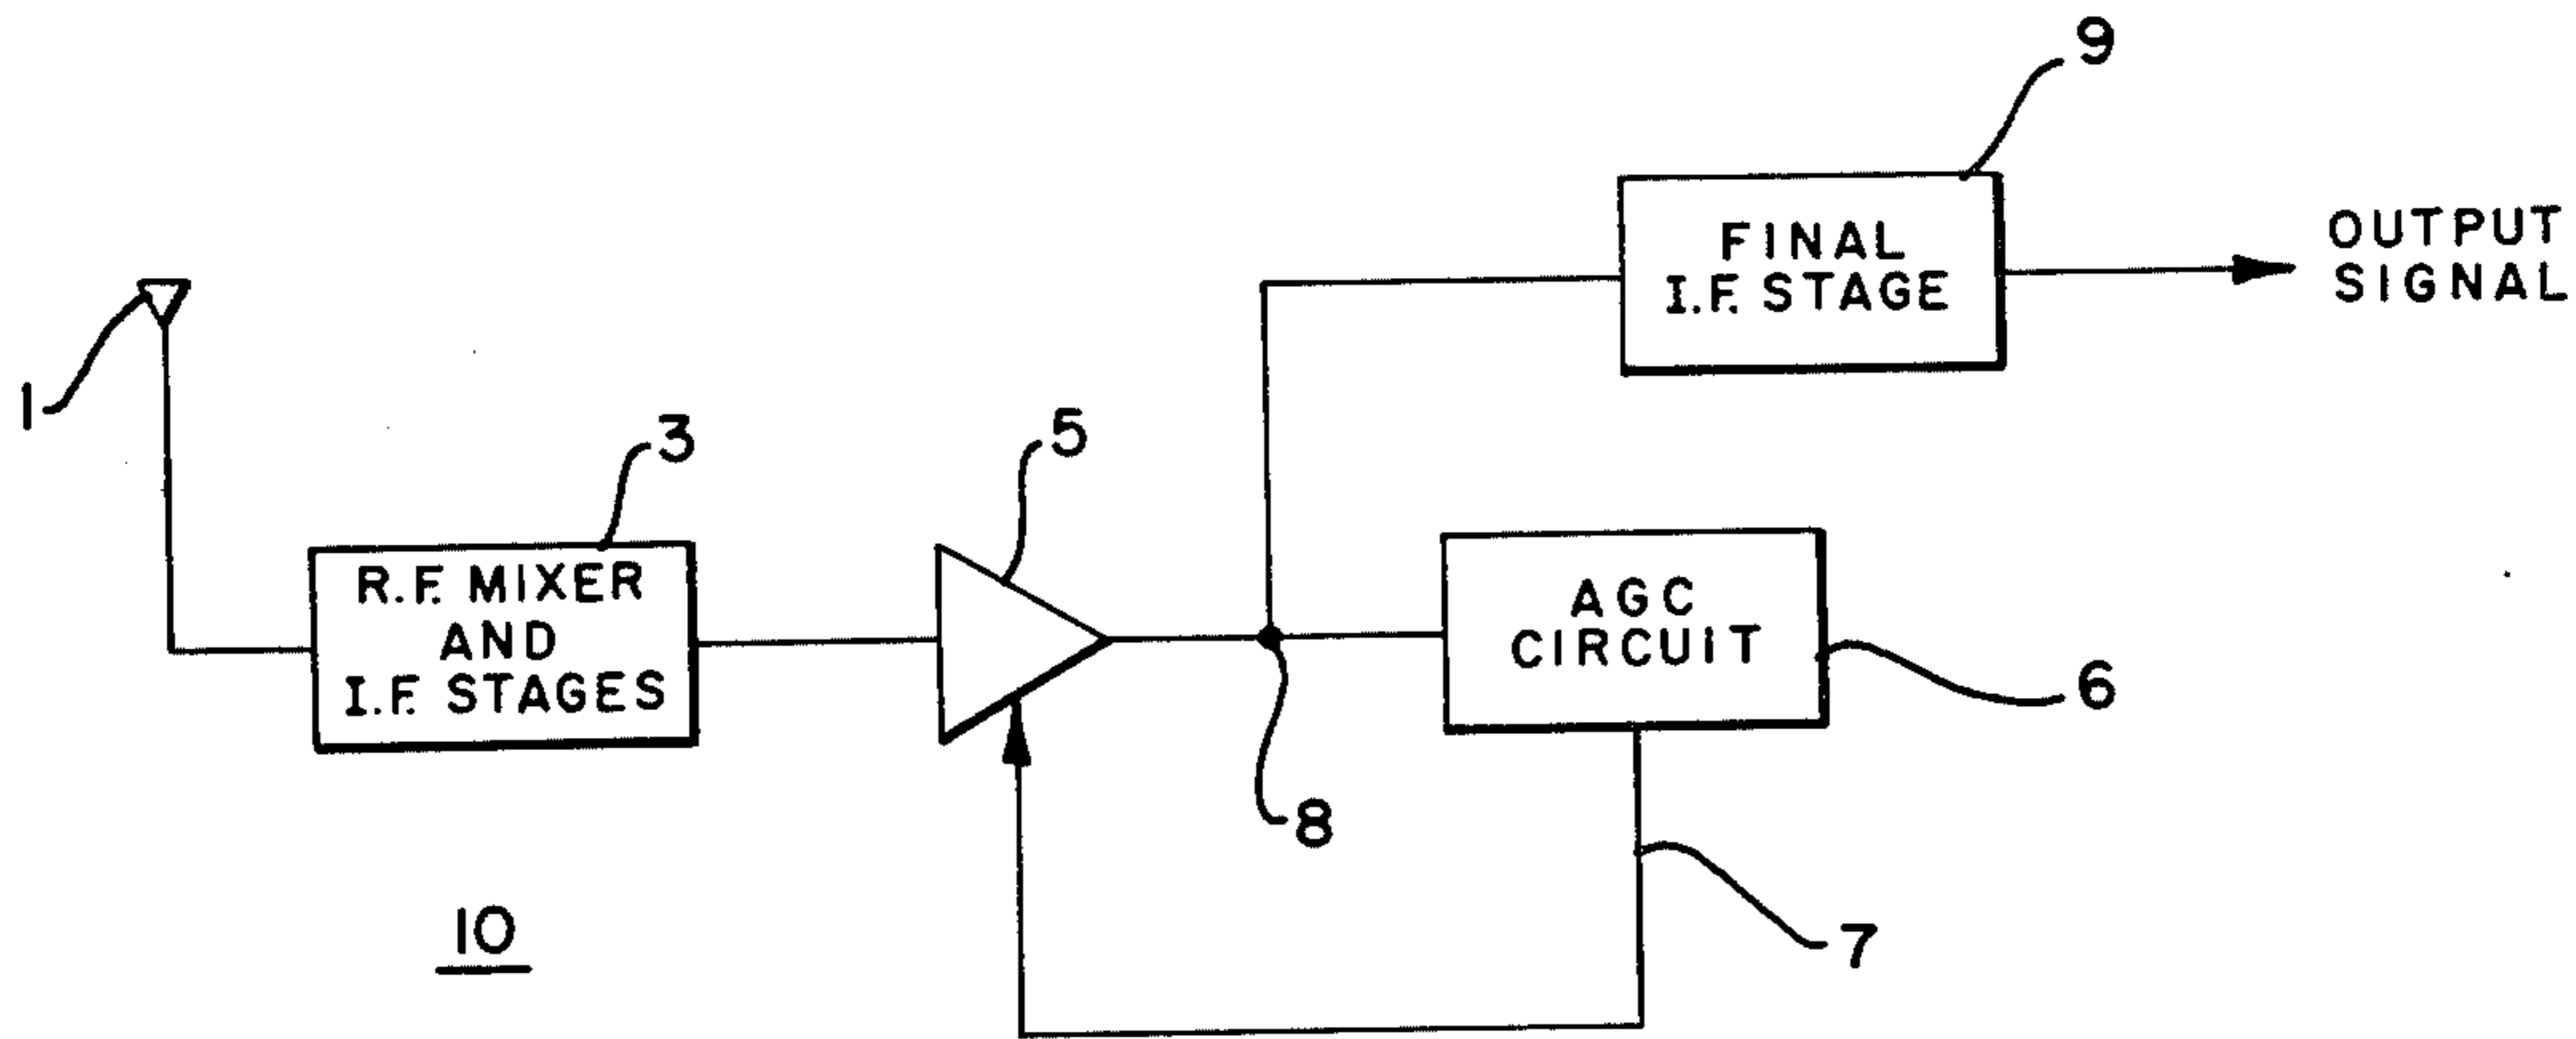 9
FINAL
I.F. STAGE
OUTPUT
SIGNAL
1
3
R.F. MIXER
AND
I.F. STAGES
5
AGC
CIRCUIT
6
8
7
10